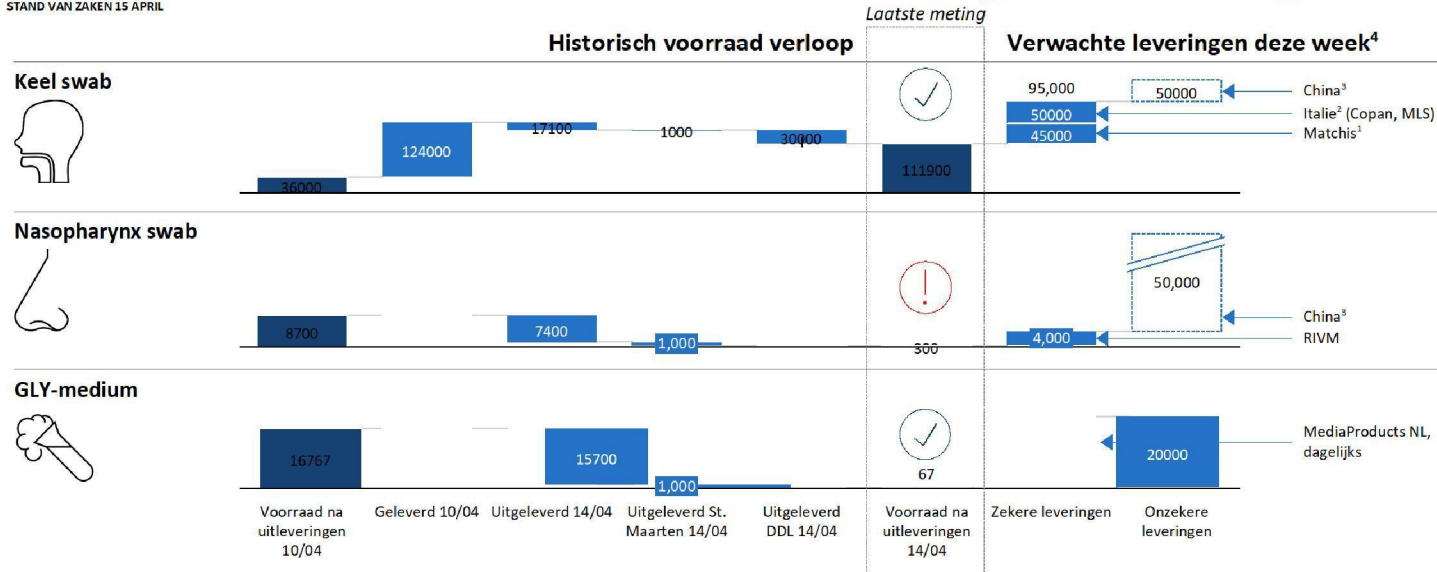 STAND VAN ZAKEN 15 APRIL
Laatste meting
Historisch voorraad verloop
Verwachte leveringen deze week⁴
Keel swab
36000
124000
17100
1000
30000
111900
95,000
50000
45000
50000
China³
Italie² (Copan, MLS)
Matchis¹
Nasopharynx swab
8700
7400
1,000
300
4,000
50,000
China³
RIVM
GLY-medium
16767
15700
1,000
67
20000
MediaProducts NL,
dagelijks
Voorraad na
uitleveringen
10/04
Geleverd 10/04
Uitgeleverd 14/04
Uitgeleverd St.
Maarten 14/04
Uitgeleverd
DDL 14/04
Voorraad na
uitleveringen
14/04
Zekere leveringen
Onzekere
leveringen